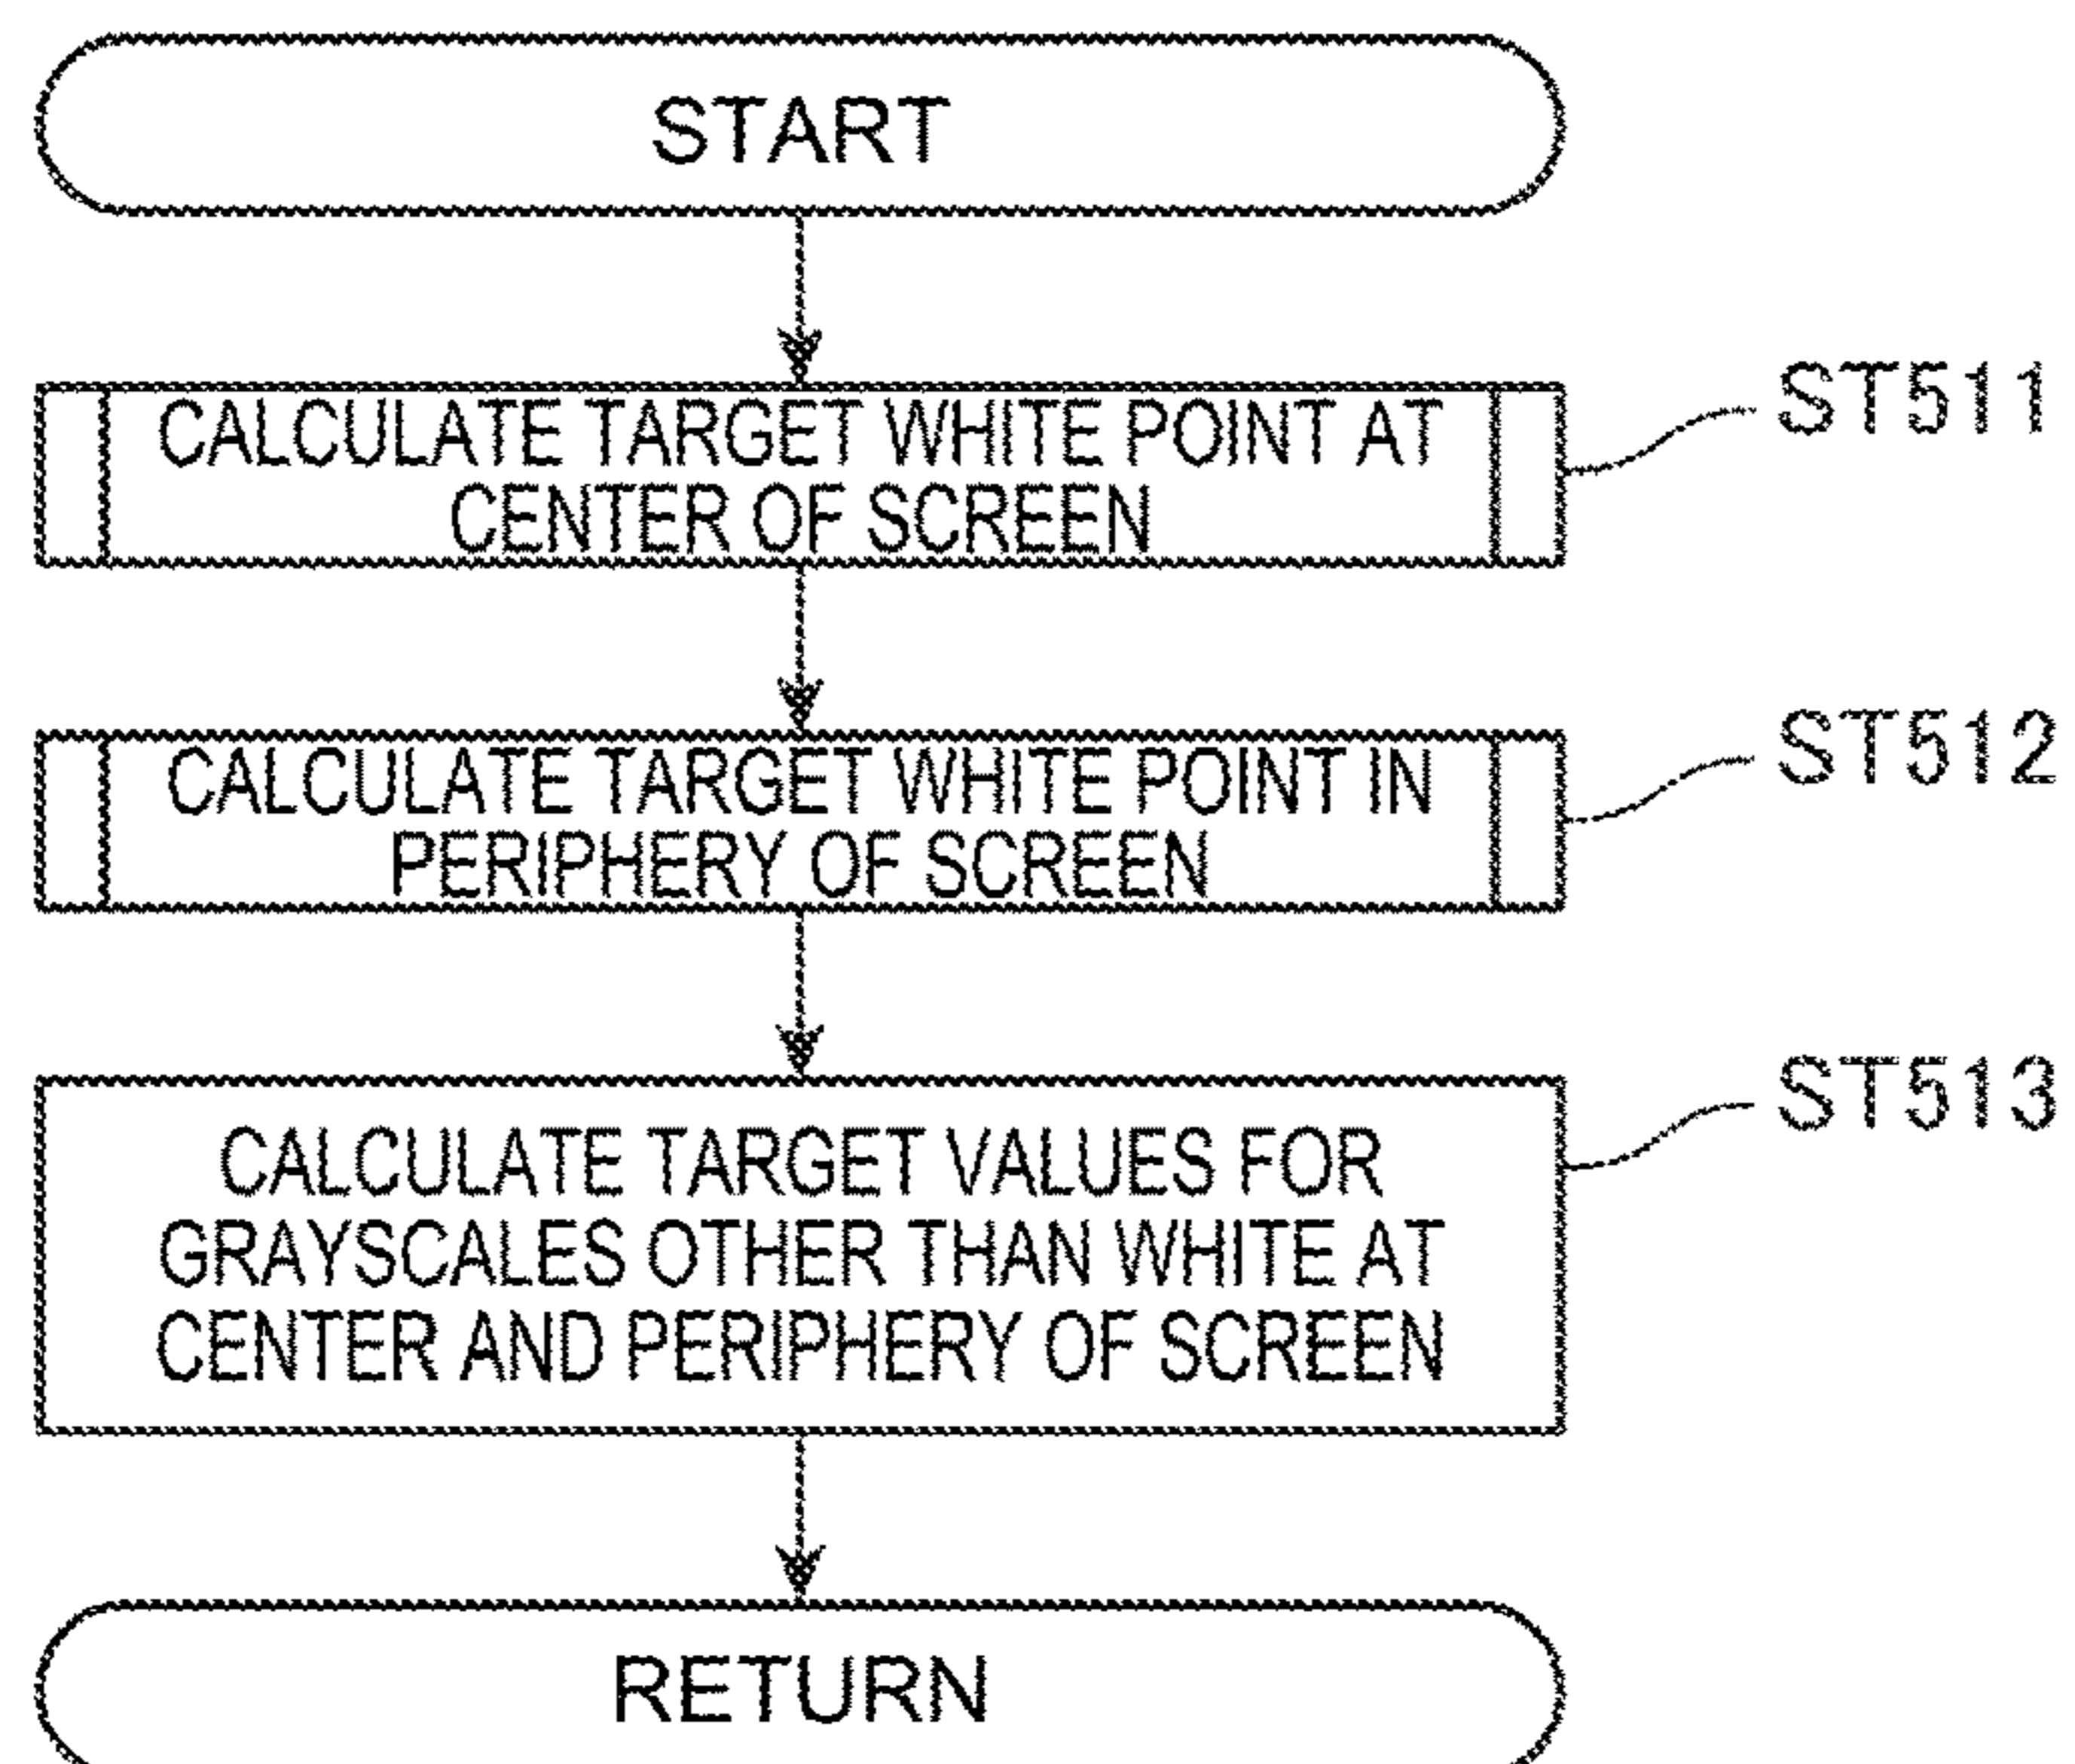 START
CALCULATE TARGET WHITE POINT AT
CENTER OF SCREEN
ST511
CALCULATE TARGET WHITE POINT IN
PERIPHERY OF SCREEN
ST512
CALCULATE TARGET VALUES FOR
GRAYSCALES OTHER THAN WHITE AT
CENTER AND PERIPHERY OF SCREEN
ST513
RETURN